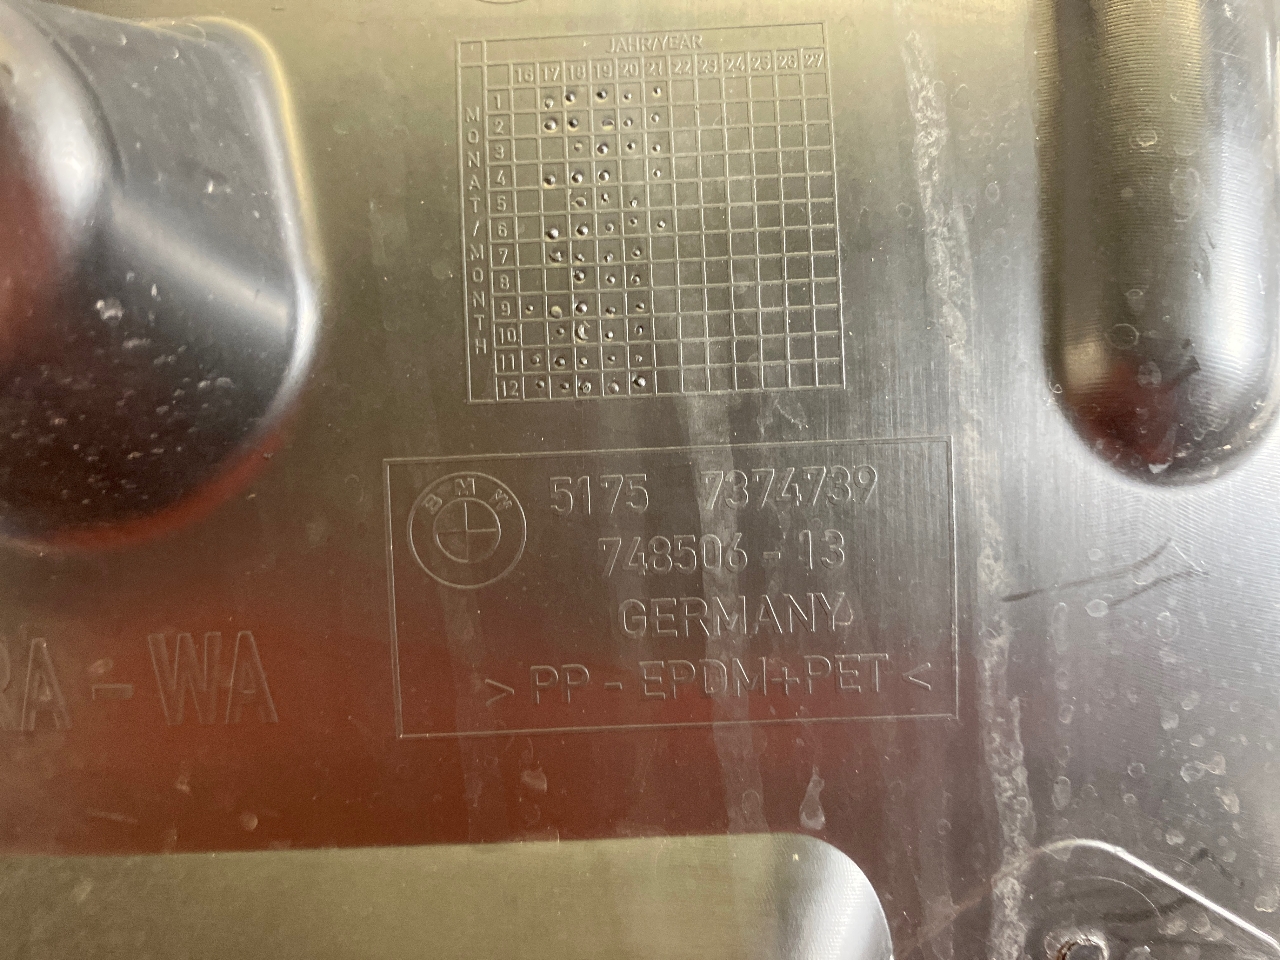 JAHR/YEAR
16 17 18 19 20 21 22 23 24 25 26 27
MONAT/MONTH
1
2
3
4
5
6
7
8
9
10
11
12
BMW
5175 7374739
748506 - 13
GERMANY
> PP - EPDM+PET <
RA - WA